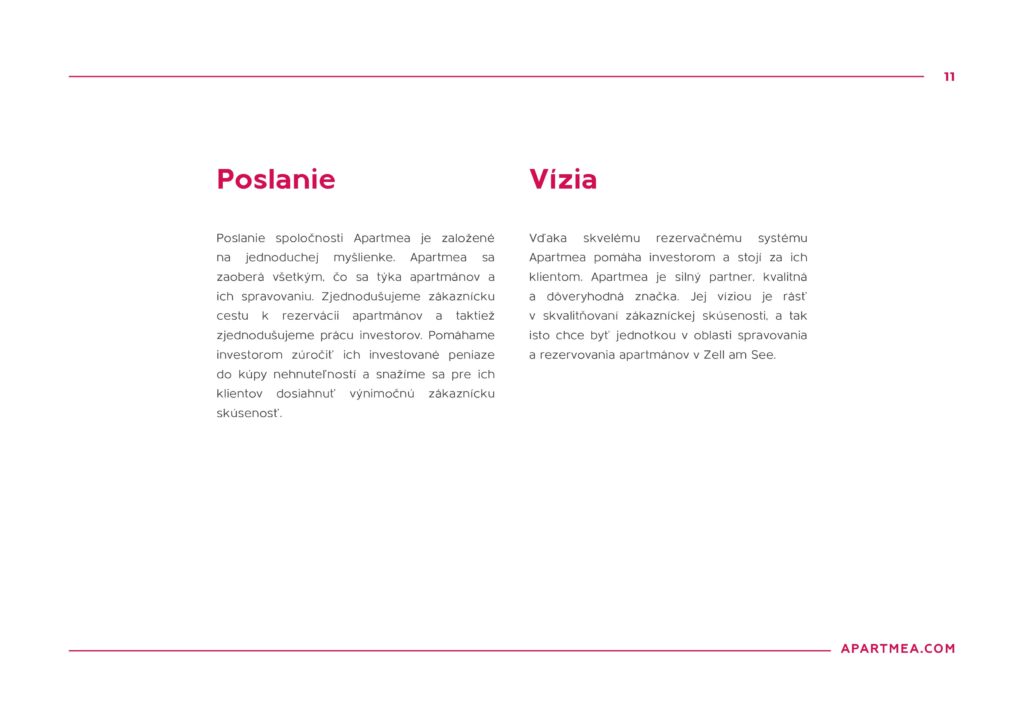 11
Poslanie
Poslanie spoločnosti Apartmea je založené
na jednoduchej myšlienke. Apartmea sa
zaoberá všetkým, čo sa týka apartmánov a
ich spravovaniu. Zjednodušujeme zákaznícku
cestu k rezervácii apartmánov a taktiež
zjednodušujeme prácu investorov. Pomáhame
investorom zúročiť ich investované peniaze
do kúpy nehnuteľností a snažíme sa pre ich
klientov dosiahnuť výnimočnú zákaznícku
skúsenosť.
Vízia
Vďaka skvelému rezervačnému systému
Apartmea pomáha investorom a stojí za ich
klientom. Apartmea je silný partner, kvalitná
a dôveryhodná značka. Jej víziou je rásť
v skvalitňovaní zákazníckej skúsenosti, a tak
isto chce byť jednotkou v oblasti spravovania
a rezervovania apartmánov v Zell am See.
APARTMEA.COM